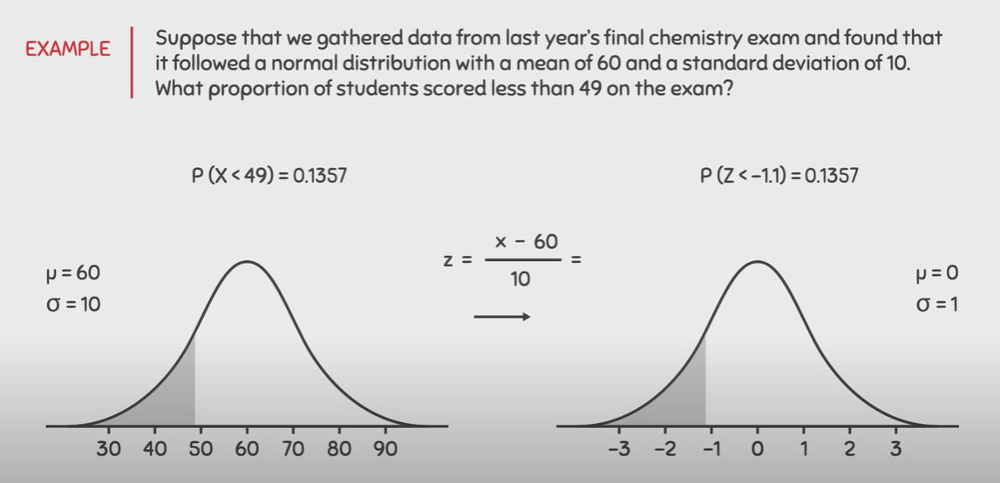 EXAMPLE
Suppose that we gathered data from last year's final chemistry exam and found that
it followed a normal distribution with a mean of 60 and a standard deviation of 10.
What proportion of students scored less than 49 on the exam?
P (X < 49) = 0.1357
P (Z < −1.1) = 0.1357
x − 60
z = =
10
μ = 60
σ = 10
μ = 0
σ = 1
30 40 50 60 70 80 90
−3 −2 −1 0 1 2 3